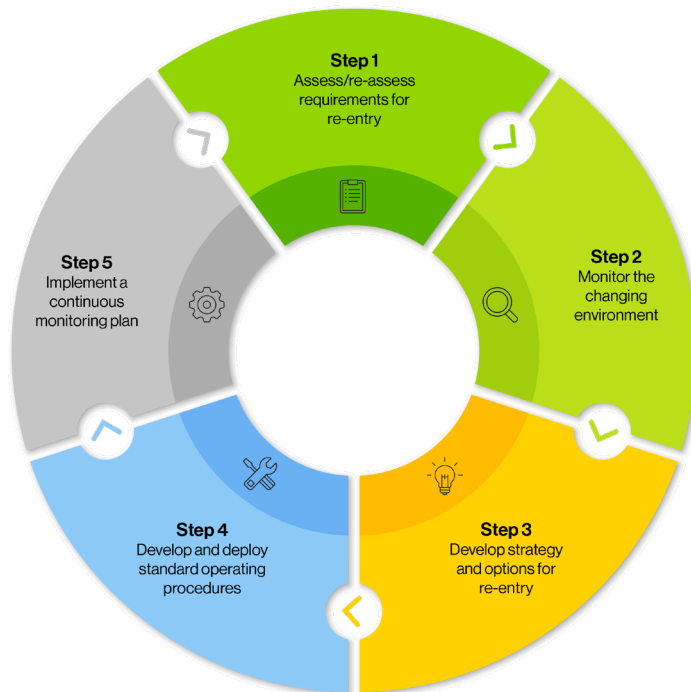 Step 1
Assess/re-assess
requirements for
re-entry
Step 2
Monitor the
changing
environment
Step 3
Develop strategy
and options for
re-entry
Step 4
Develop and deploy
standard operating
procedures
Step 5
Implement a
continuous
monitoring plan